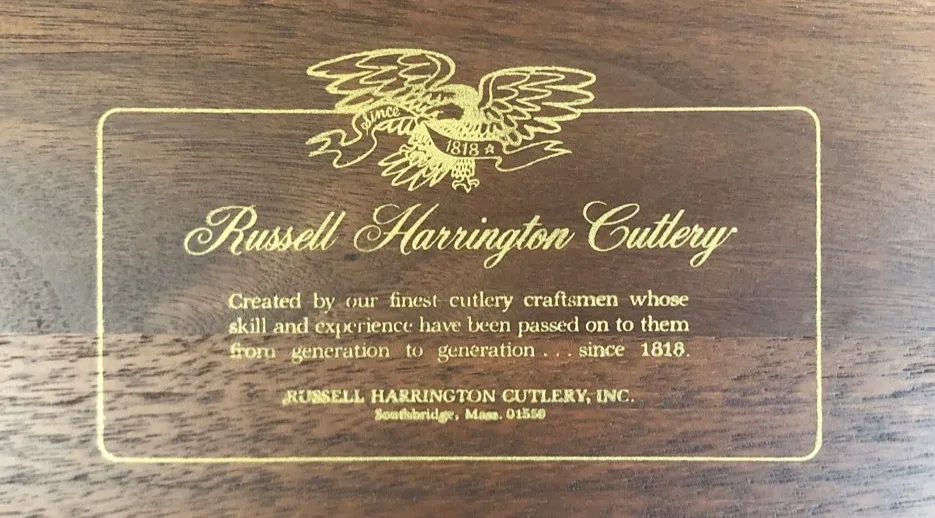 since
1818 ☆
Russell Harrington Cutlery
Created by our finest cutlery craftsmen whose
skill and experience have been passed on to them
from generation to generation . . . since 1818.
RUSSELL HARRINGTON CUTLERY, INC.
Southbridge, Mass. 01550